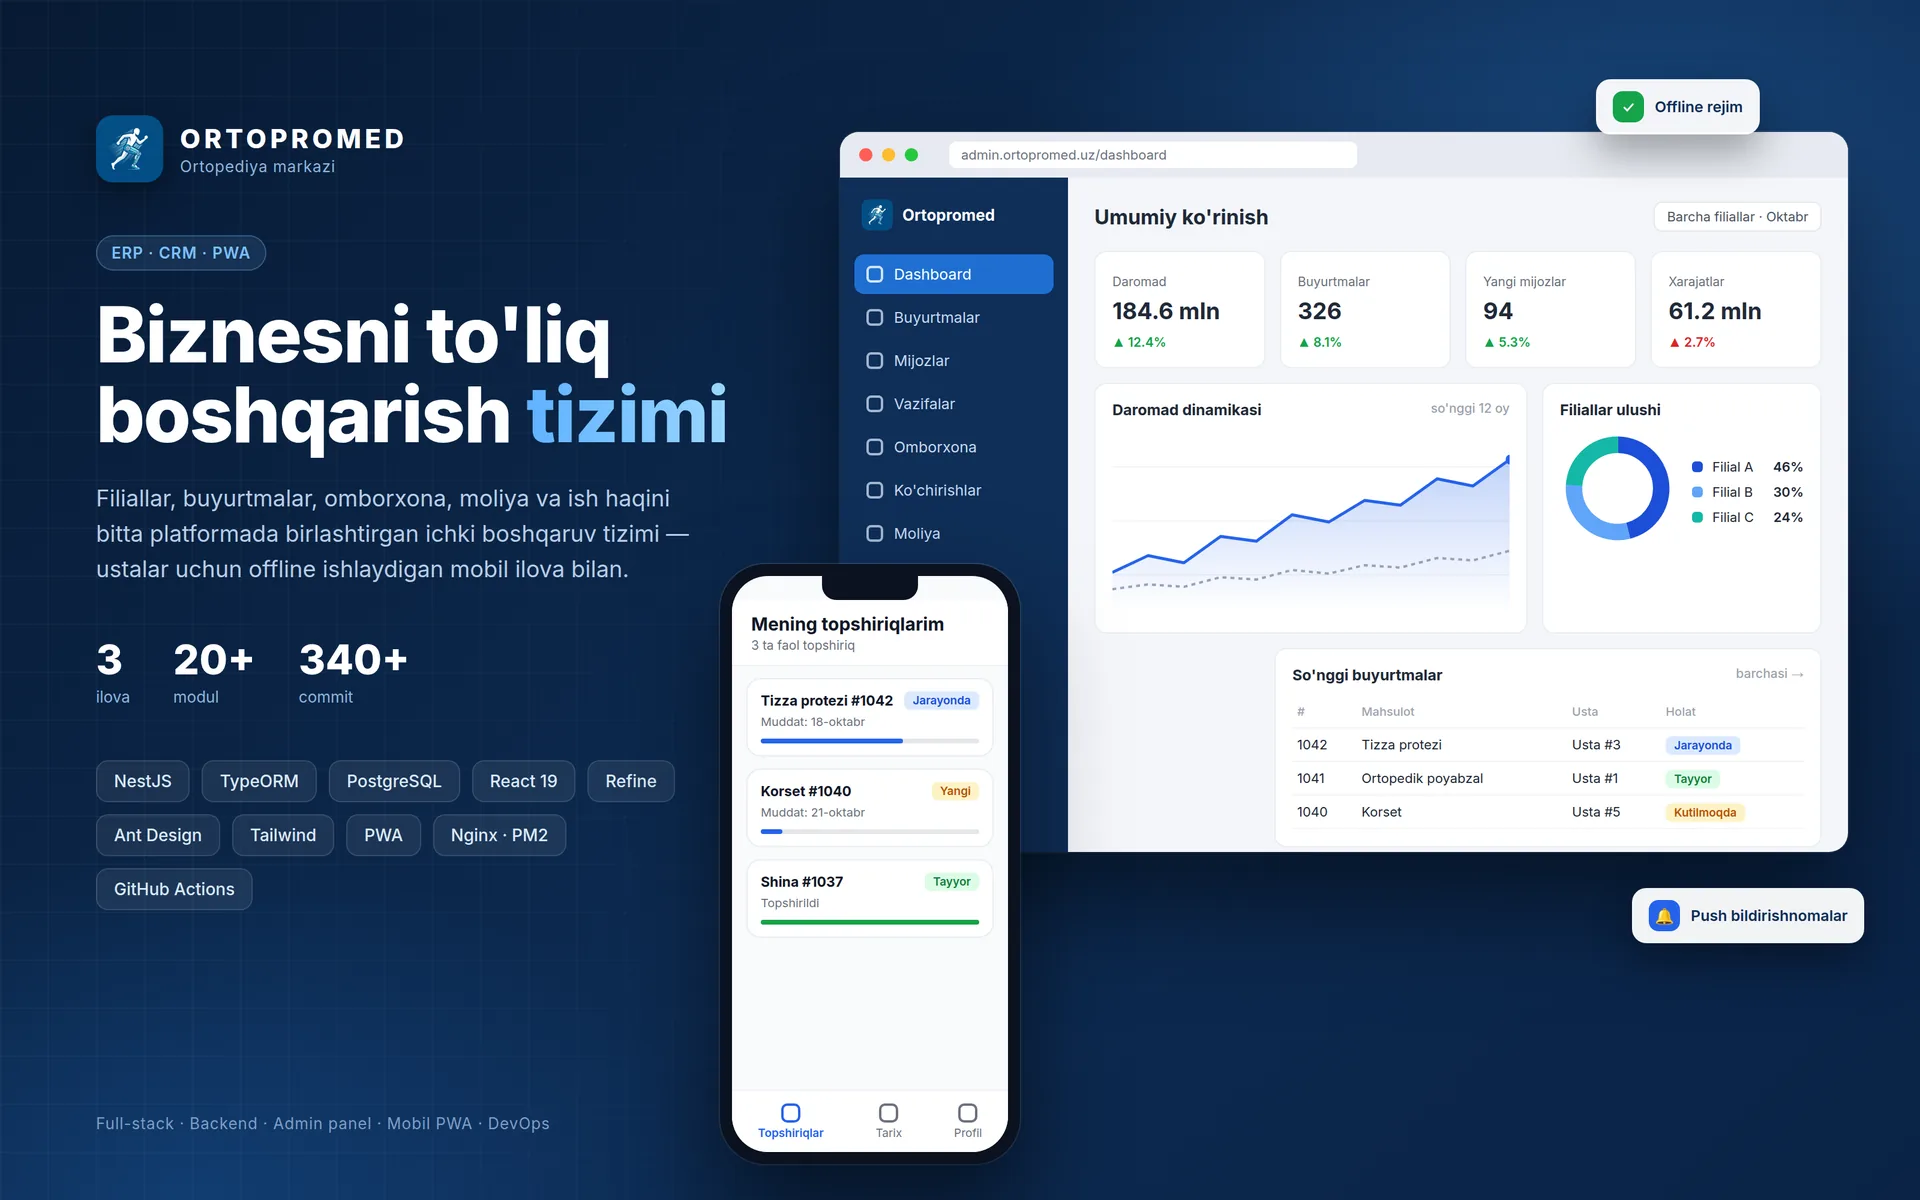 ORTOPROMED
Ortopediya markazi
ERP · CRM · PWA
Biznesni to'liq
boshqarish tizimi
Filiallar, buyurtmalar, omborxona, moliya va ish haqini
bitta platformada birlashtirgan ichki boshqaruv tizimi —
ustalar uchun offline ishlaydigan mobil ilova bilan.
3 20+ 340+
ilova modul commit
NestJS TypeORM PostgreSQL React 19 Refine
Ant Design Tailwind PWA Nginx · PM2
GitHub Actions
Full-stack · Backend · Admin panel · Mobil PWA · DevOps
Offline rejim
admin.ortopromed.uz/dashboard
Ortopromed
Dashboard
Buyurtmalar
Mijozlar
Vazifalar
Omborxona
Ko'chirishlar
Moliya
Umumiy ko'rinish
Barcha filiallar · Oktabr
Daromad
184.6 mln
▲ 12.4%
Buyurtmalar
326
▲ 8.1%
Yangi mijozlar
94
▲ 5.3%
Xarajatlar
61.2 mln
▲ 2.7%
Daromad dinamikasi
so'nggi 12 oy
Filiallar ulushi
Filial A 46%
Filial B 30%
Filial C 24%
So'nggi buyurtmalar
barchasi →
# Mahsulot Usta Holat
1042 Tizza protezi Usta #3 Jarayonda
1041 Ortopedik poyabzal Usta #1 Tayyor
1040 Korset Usta #5 Kutilmoqda
Push bildirishnomalar
Mening topshiriqlarim
3 ta faol topshiriq
Tizza protezi #1042 Jarayonda
Muddat: 18-oktabr
Korset #1040 Yangi
Muddat: 21-oktabr
Shina #1037 Tayyor
Topshirildi
Topshiriqlar Tarix Profil